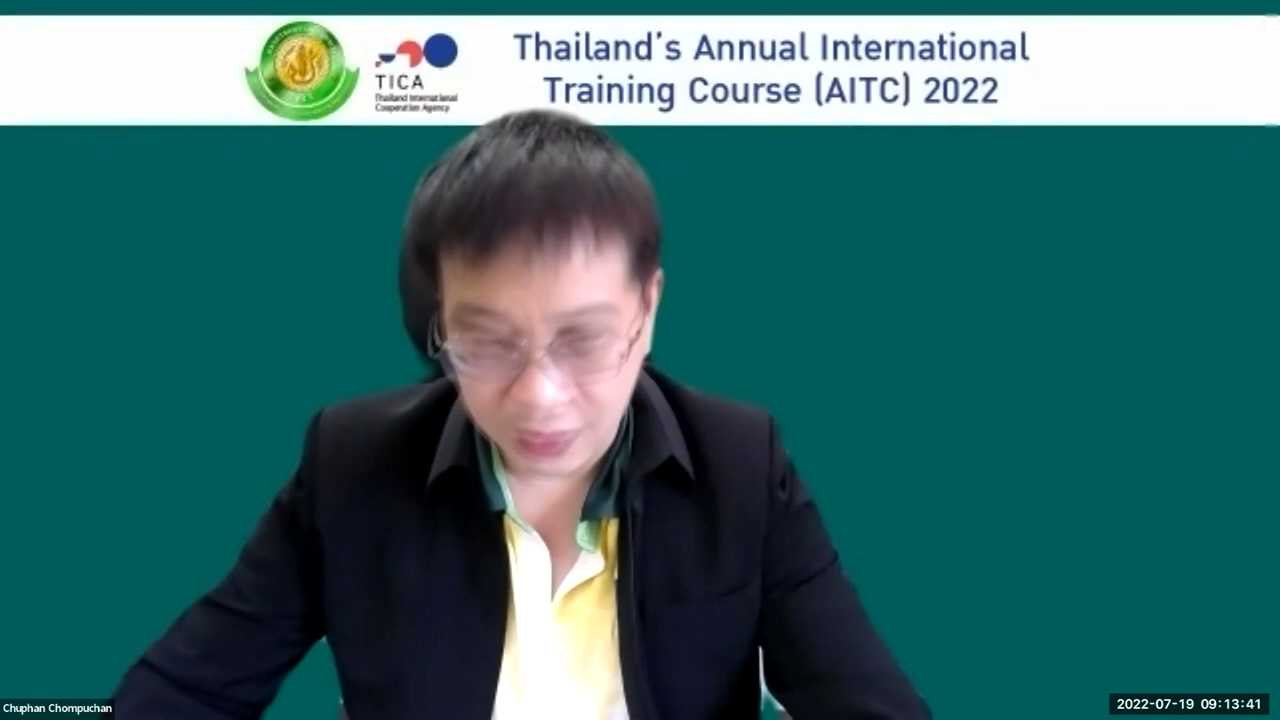 Thailand's Annual International
Training Course (AITC) 2022
TICA
Thailand International
Cooperation Agency
Chuphan Chompuchan
2022-07-19 09:13:41